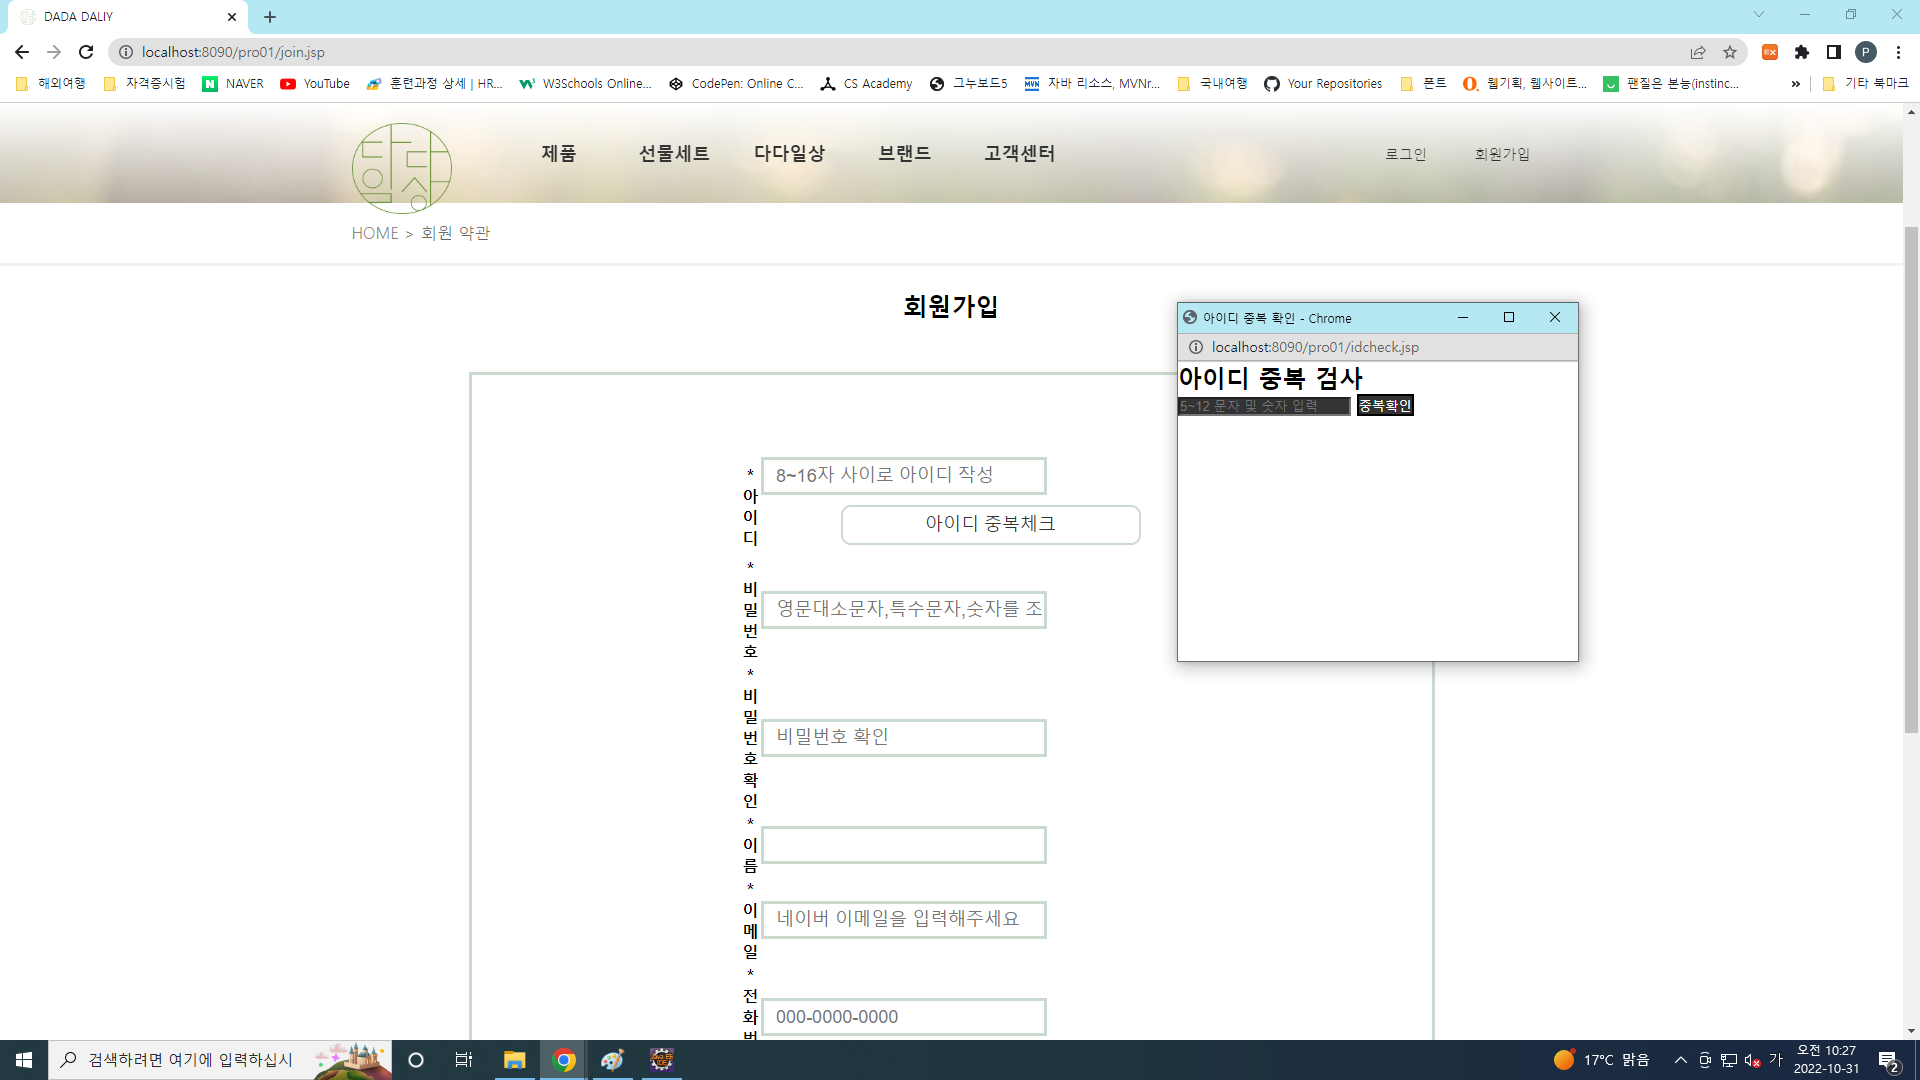 DADA DALIY
localhost:8090/pro01/join.jsp
해외여행 자격증시험 NAVER YouTube 훈련과정 상세 | HR... W3Schools Online... CodePen: Online C... CS Academy 그누보드5 자바 리소스, MVNr... 국내여행 Your Repositories 폰트 웹기획, 웹사이트... 팬질은 본능(instinc... » 기타 북마크
담다일상
제품 선물세트 다다일상 브랜드 고객센터 로그인 회원가입
HOME > 회원 약관
회원가입
아이디 중복 확인 - Chrome
localhost:8090/pro01/idcheck.jsp
아이디 중복 검사
5~12 문자 및 숫자 입력 중복확인
* 아이디 8~16자 사이로 아이디 작성
아이디 중복체크
* 비밀번호 영문대소문자,특수문자,숫자를 조
* 비밀번호확인 비밀번호 확인
* 이름
* 이메일 네이버 이메일을 입력해주세요
* 전화번 000-0000-0000
검색하려면 여기에 입력하십시
17°C 맑음 가 오전 10:27
2022-10-31
2